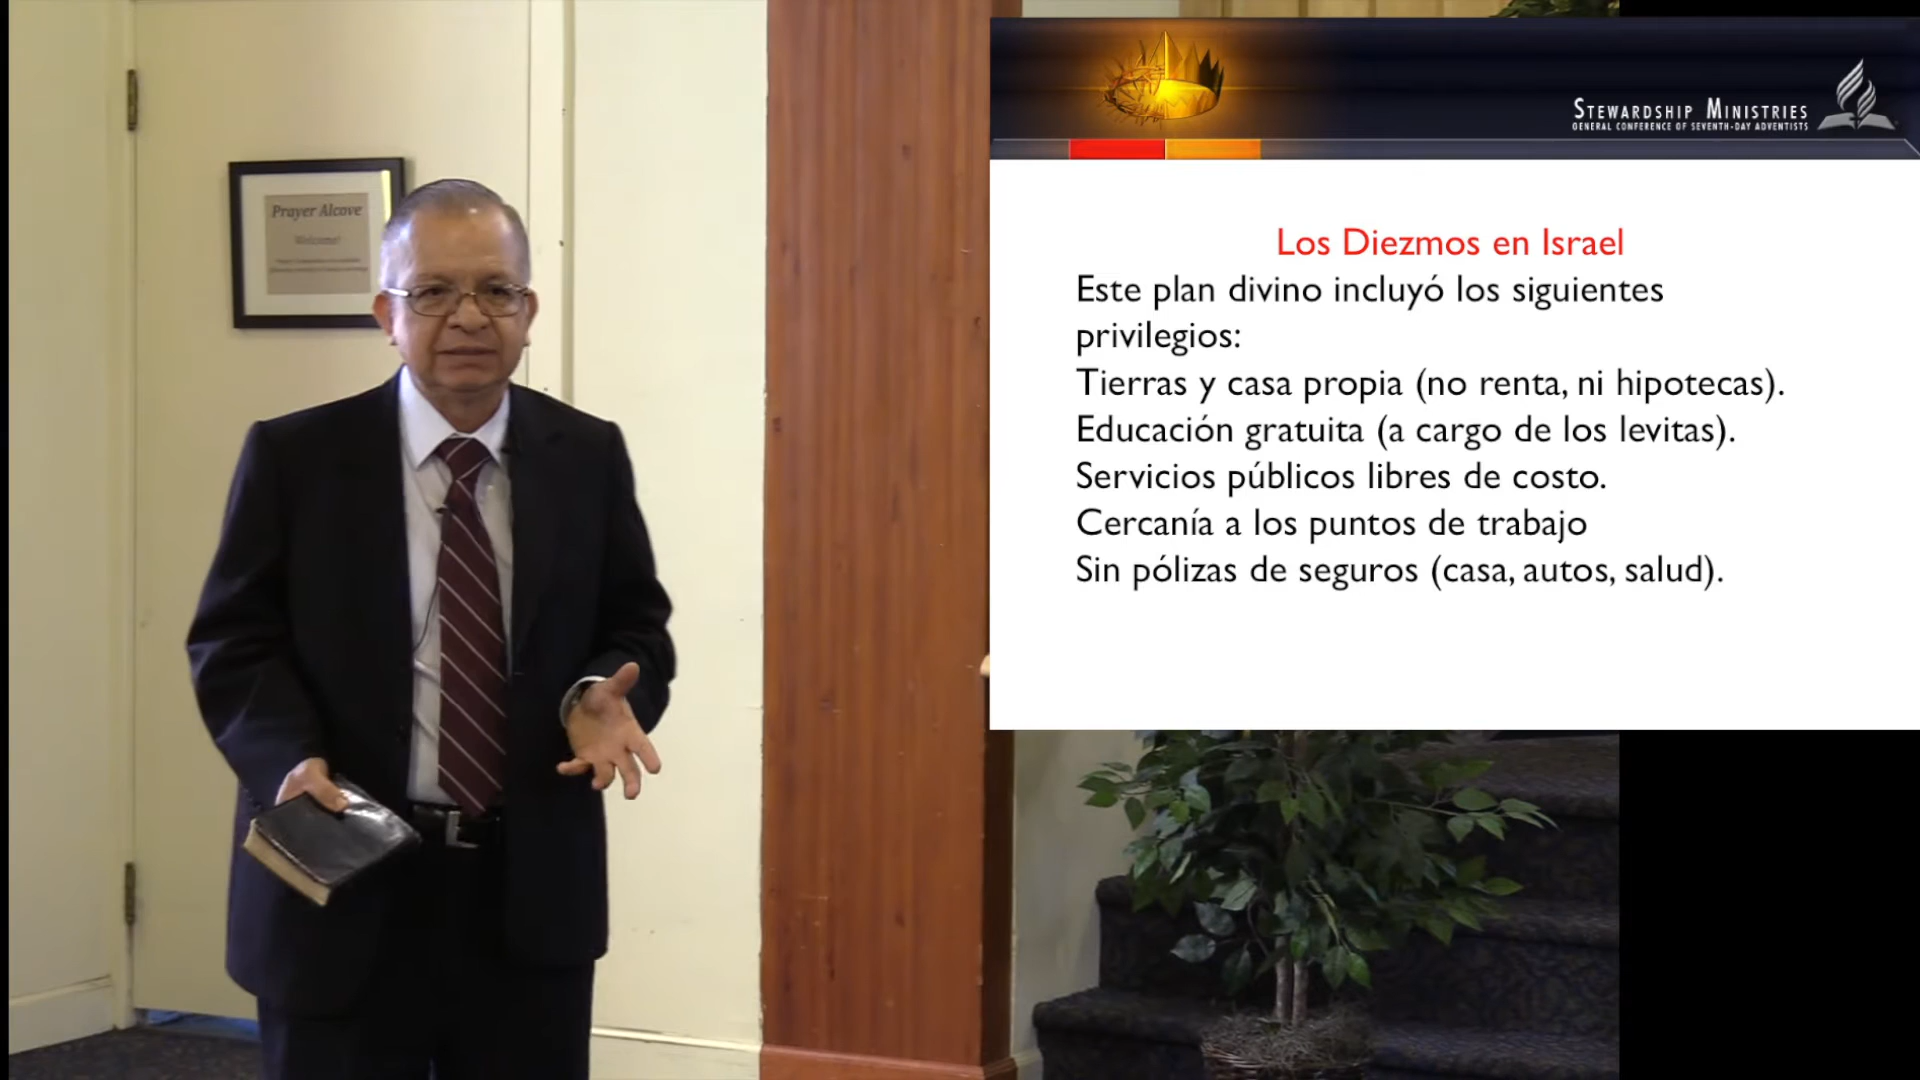 Prayer Alcove
Welcome!
STEWARDSHIP MINISTRIES
GENERAL CONFERENCE OF SEVENTH-DAY ADVENTISTS
Los Diezmos en Israel
Este plan divino incluyó los siguientes
privilegios:
Tierras y casa propia (no renta, ni hipotecas).
Educación gratuita (a cargo de los levitas).
Servicios públicos libres de costo.
Cercanía a los puntos de trabajo
Sin pólizas de seguros (casa, autos, salud).